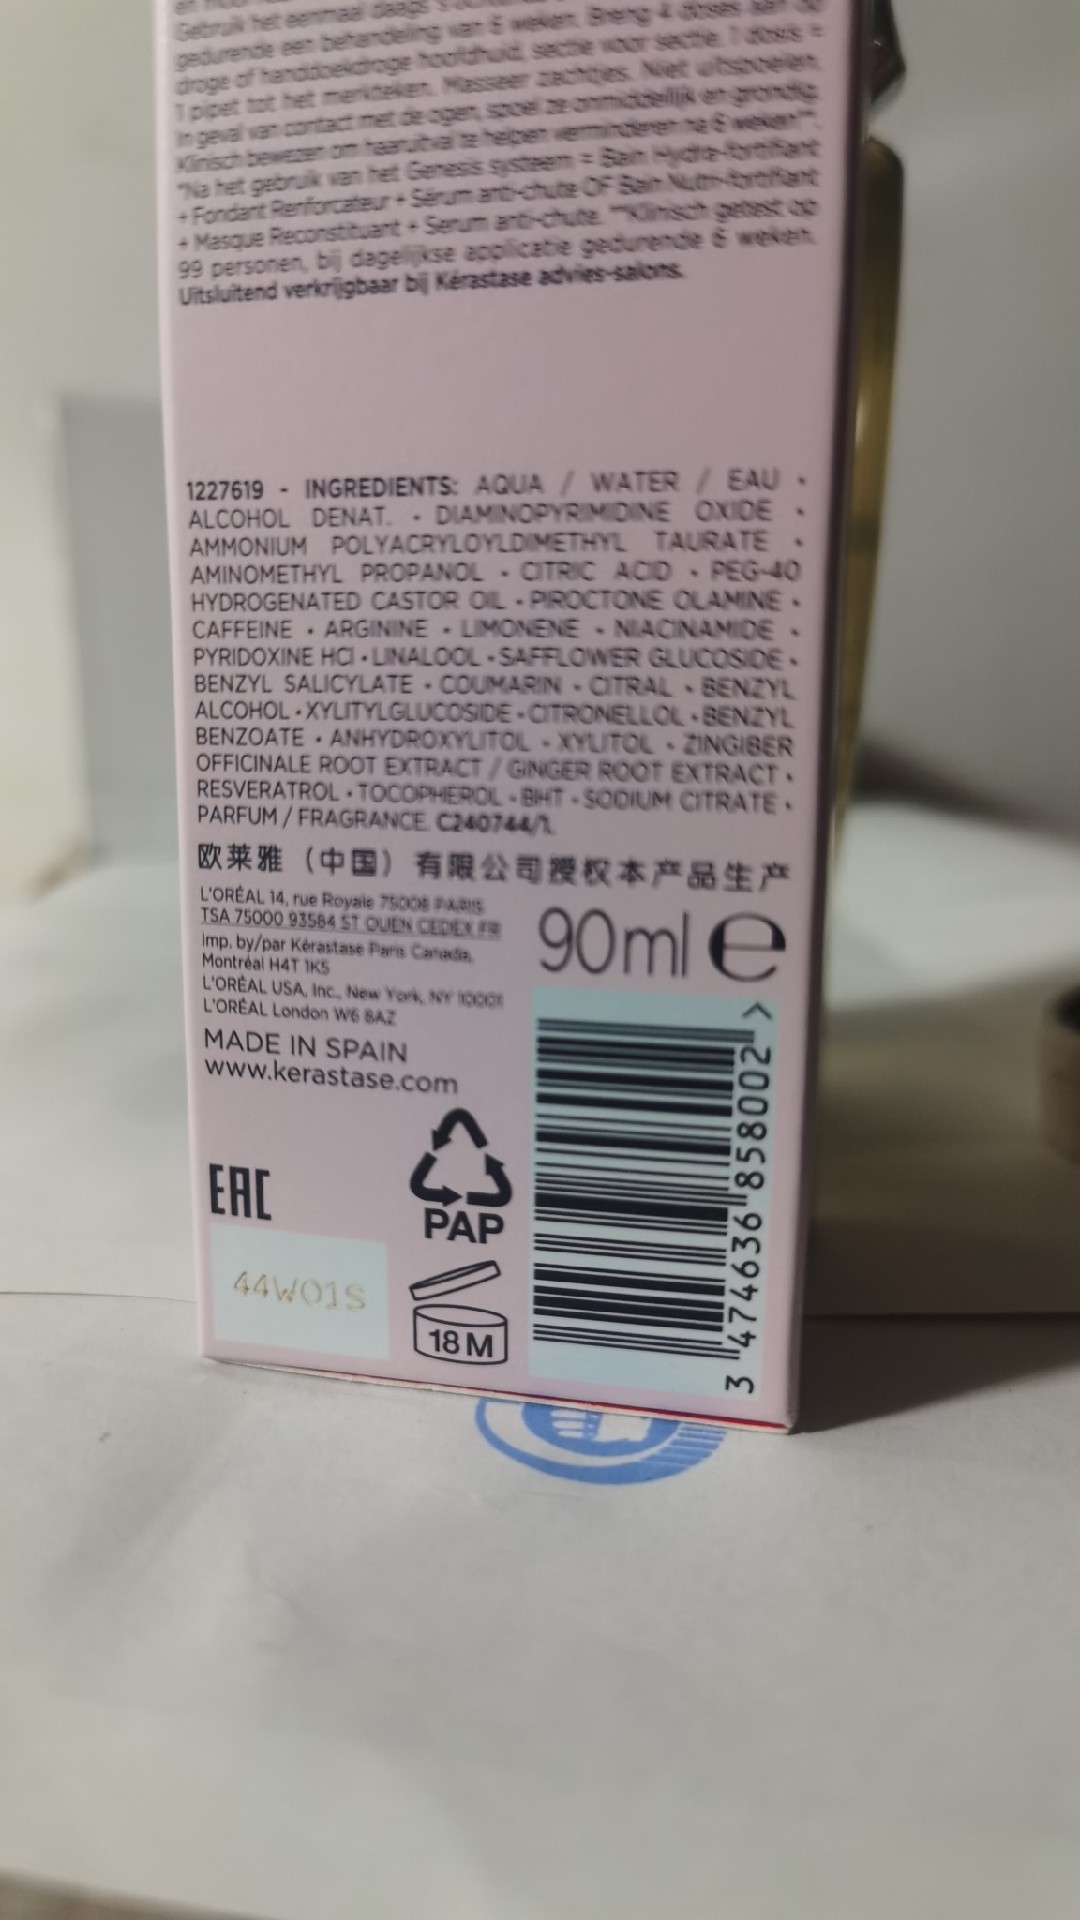 Gebruik het eenmaal daags
gedurende een behandeling van 6 weken. Breng 4 doses aan op
droge of handdoekdroge hoofdhuid, sectie voor sectie. 1 dosis =
1 pipet tot het merkteken. Masseer zachtjes. Niet uitspoelen.
In geval van contact met de ogen, spoel ze onmiddellijk en grondig.
Klinisch bewezen om haaruitval te helpen verminderen na 6 weken**.
*Na het gebruik van het Genesis systeem = Bain Hydra-fortifiant
+ Fondant Renforcateur + Sérum anti-chute OF Bain Nutri-fortifiant
+ Masque Reconstituant + Serum anti-chute. **Klinisch getest op
99 personen, bij dagelijkse applicatie gedurende 6 weken.
Uitsluitend verkrijgbaar bij Kérastase advies-salons.
1227619 - INGREDIENTS: AQUA / WATER / EAU •
ALCOHOL DENAT. • DIAMINOPYRIMIDINE OXIDE •
AMMONIUM POLYACRYLOYLDIMETHYL TAURATE •
AMINOMETHYL PROPANOL • CITRIC ACID • PEG-40
HYDROGENATED CASTOR OIL • PIROCTONE OLAMINE •
CAFFEINE • ARGININE • LIMONENE • NIACINAMIDE •
PYRIDOXINE HCl • LINALOOL • SAFFLOWER GLUCOSIDE •
BENZYL SALICYLATE • COUMARIN • CITRAL • BENZYL
ALCOHOL • XYLITYLGLUCOSIDE • CITRONELLOL • BENZYL
BENZOATE • ANHYDROXYLITOL • XYLITOL • ZINGIBER
OFFICINALE ROOT EXTRACT / GINGER ROOT EXTRACT •
RESVERATROL • TOCOPHEROL • BHT • SODIUM CITRATE •
PARFUM / FRAGRANCE. C240744/1.
欧莱雅（中国）有限公司授权本产品生产
L'ORÉAL 14, rue Royale 75008 PARIS
TSA 75000 93584 ST OUEN CEDEX FR
Imp. by/par Kérastase Paris Canada,
Montréal H4T 1K5
L'ORÉAL USA, Inc., New York, NY 10001
L'ORÉAL London W6 8AZ
MADE IN SPAIN
www.kerastase.com
90ml e
EAC
PAP
44W01S
18 M
3 474636 858002 >